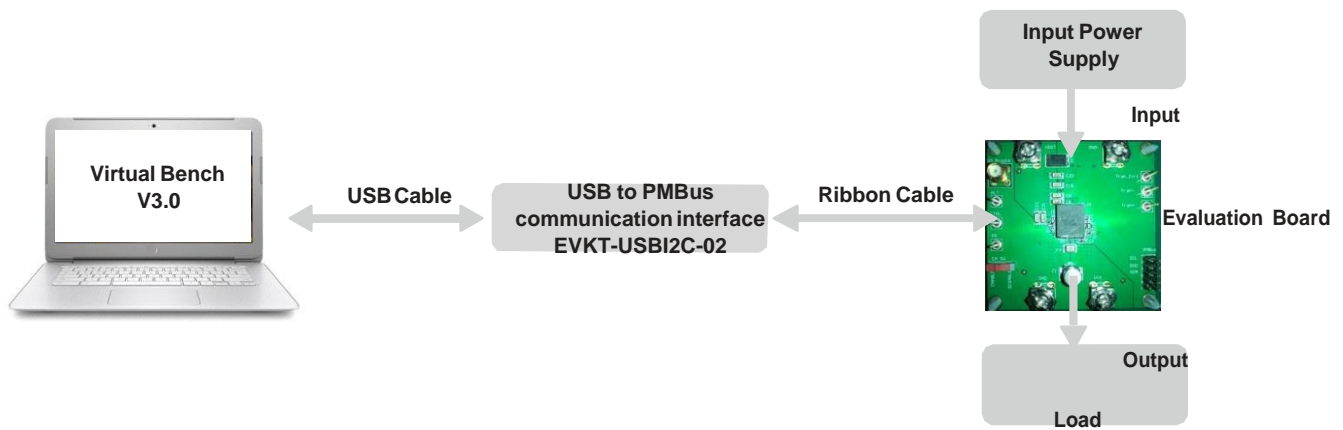 Input Power
Supply
Input
Virtual Bench
V3.0
USB Cable
USB to PMBus
communication interface
EVKT-USBI2C-02
Ribbon Cable
Evaluation Board
Output
Load